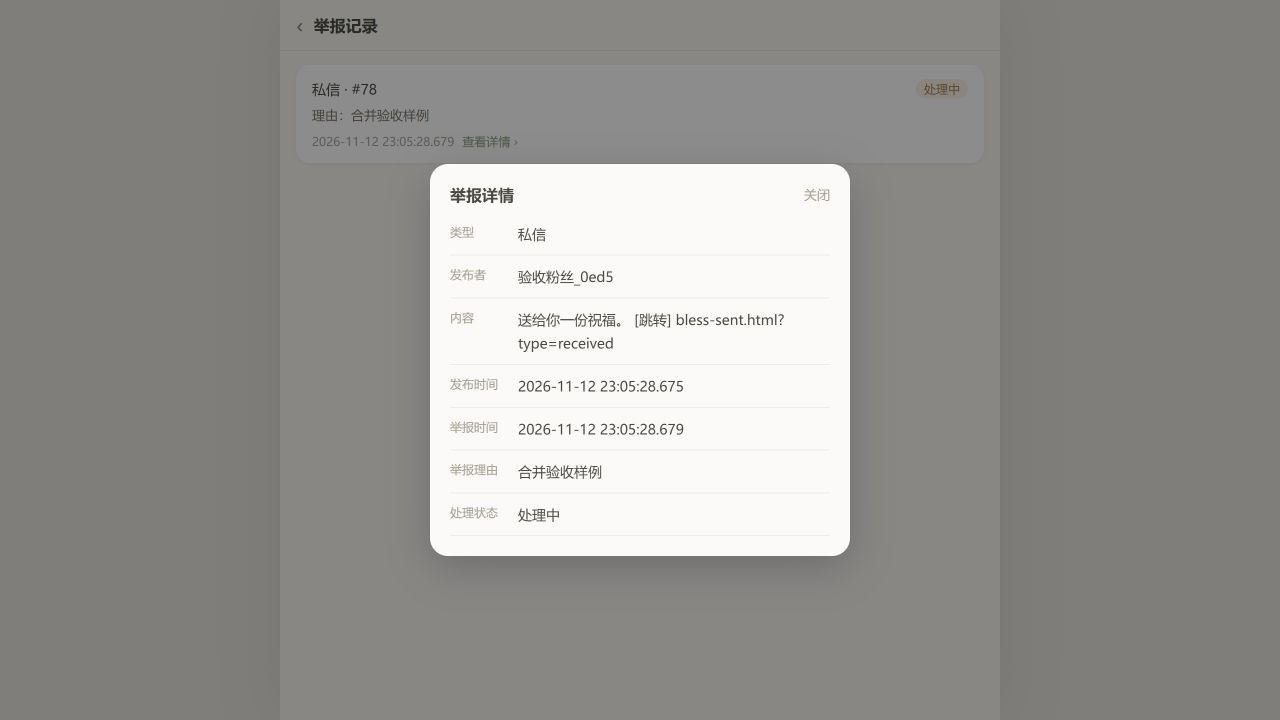 ‹ 举报记录
私信 · #78
处理中
理由：合并验收样例
2026-11-12 23:05:28.679 查看详情 ›
举报详情
关闭
类型
私信
发布者
验收粉丝_0ed5
内容
送给你一份祝福。 [跳转] bless-sent.html?
type=received
发布时间
2026-11-12 23:05:28.675
举报时间
2026-11-12 23:05:28.679
举报理由
合并验收样例
处理状态
处理中